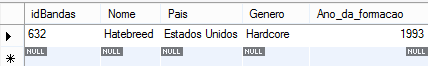 idBandas Nome Pais Genero Ano_da_formacao
632 Hatebreed Estados Unidos Hardcore 1993
NULL NULL NULL NULL NULL